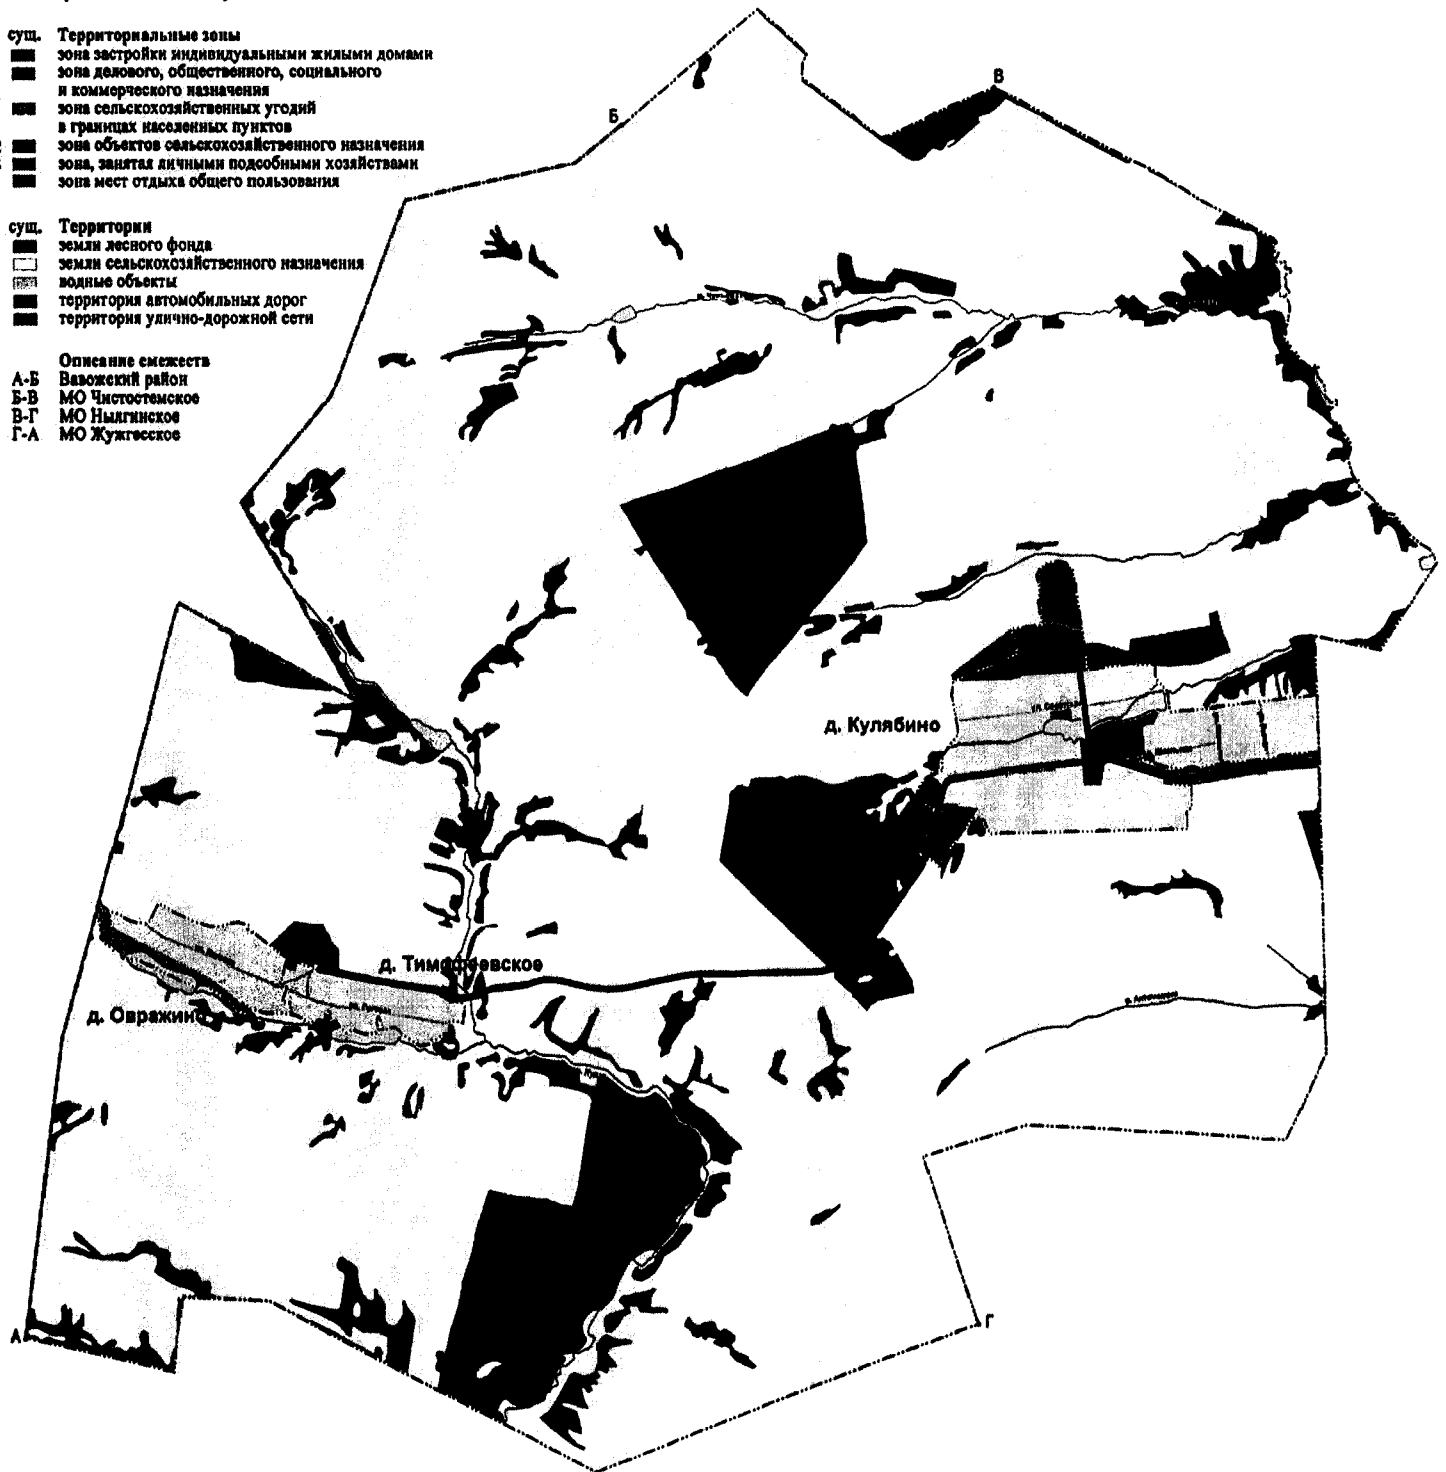 сущ. Территориальные зоны
зона застройки индивидуальными жилыми домами
зона делового, общественного, социального
и коммерческого назначения
зона сельскохозяйственных угодий
в границах населенных пунктов
зона объектов сельскохозяйственного назначения
зона, занятая личными подсобными хозяйствами
зона мест отдыха общего пользования
сущ. Территории
земли лесного фонда
земли сельскохозяйственного назначения
водные объекты
территория автомобильных дорог
территория улично-дорожной сети
Описание смежеств
А-Б Вавожский район
Б-В МО Чистостемское
В-Г МО Нылгинское
Г-А МО Жужгесское
В
Б
д. Кулябино
д. Тимофеевское
д. Овражино
А
Г